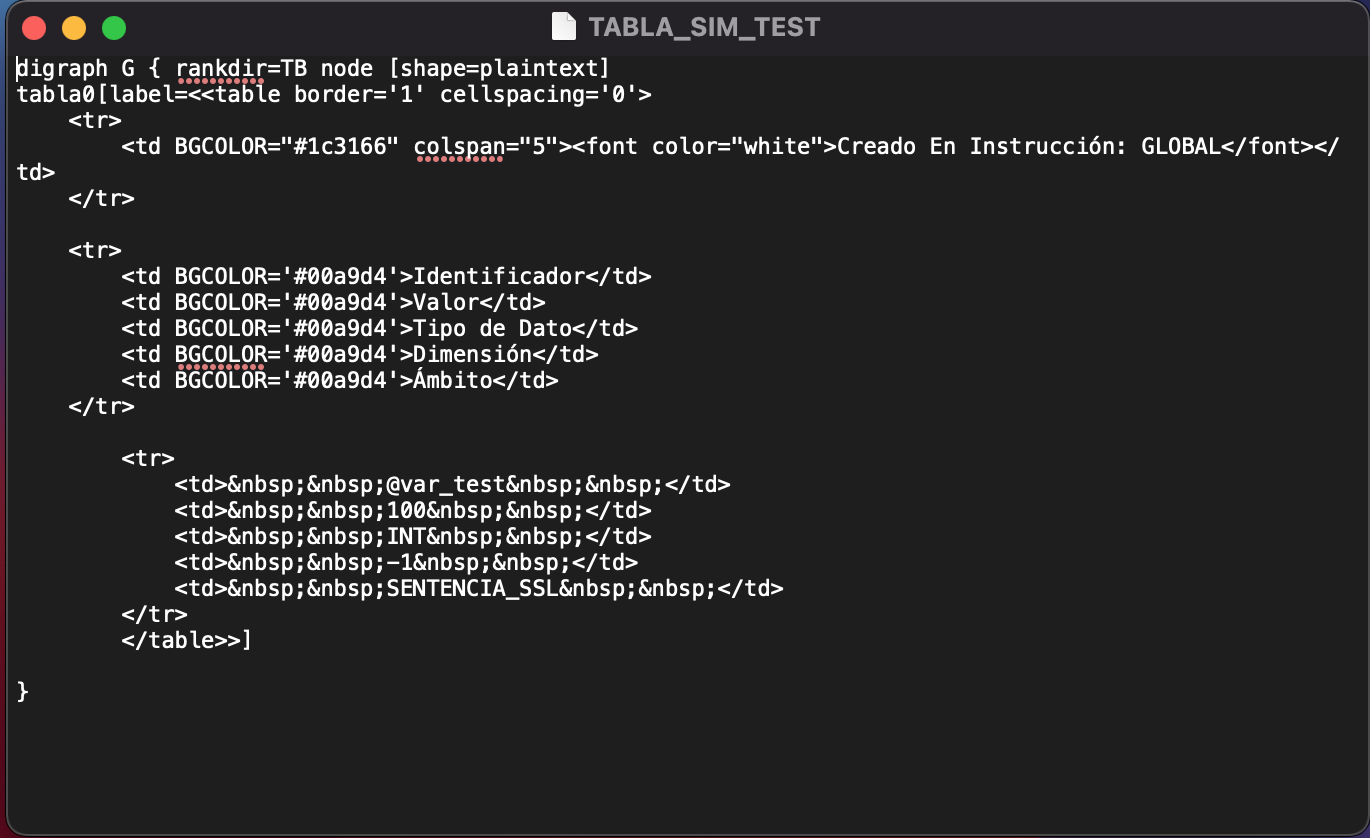 TABLA_SIM_TEST
digraph G { rankdir=TB node [shape=plaintext]
tabla0[label=<<table border='1' cellspacing='0'>
    <tr>
        <td BGCOLOR="#1c3166" colspan="5"><font color="white">Creado En Instrucción: GLOBAL</font></
td>
    </tr>

    <tr>
        <td BGCOLOR='#00a9d4'>Identificador</td>
        <td BGCOLOR='#00a9d4'>Valor</td>
        <td BGCOLOR='#00a9d4'>Tipo de Dato</td>
        <td BGCOLOR='#00a9d4'>Dimensión</td>
        <td BGCOLOR='#00a9d4'>Ámbito</td>
    </tr>

        <tr>
            <td>&nbsp;&nbsp;@var_test&nbsp;&nbsp;</td>
            <td>&nbsp;&nbsp;100&nbsp;&nbsp;</td>
            <td>&nbsp;&nbsp;INT&nbsp;&nbsp;</td>
            <td>&nbsp;&nbsp;-1&nbsp;&nbsp;</td>
            <td>&nbsp;&nbsp;SENTENCIA_SSL&nbsp;&nbsp;</td>
        </tr>
        </table>>]

}